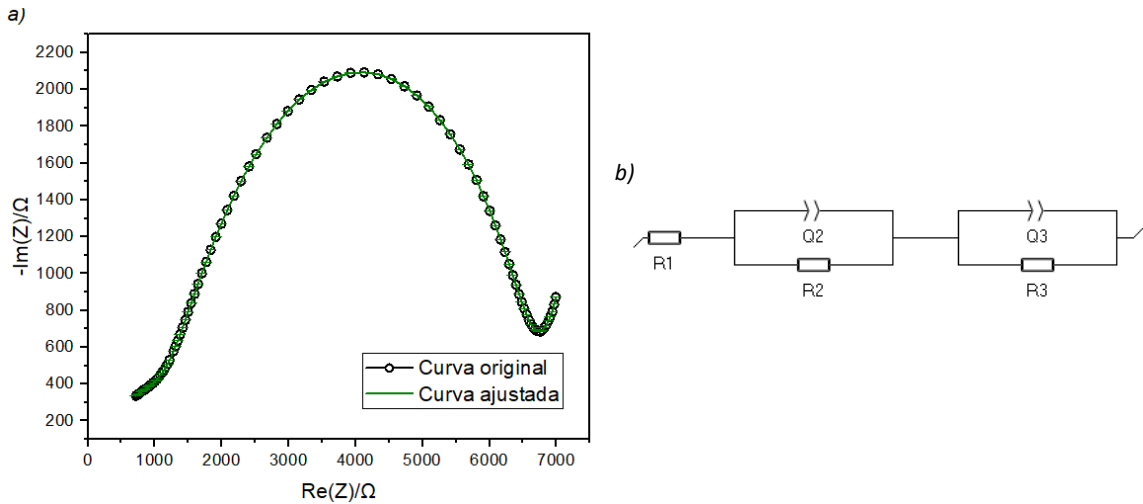 a)
2200
2000
1800
1600
1400
1200
1000
800
600
400
200
-Im(Z)/Ω
0 1000 2000 3000 4000 5000 6000 7000
Re(Z)/Ω
Curva original
Curva ajustada
b)
Q2 Q3
R1 R2 R3